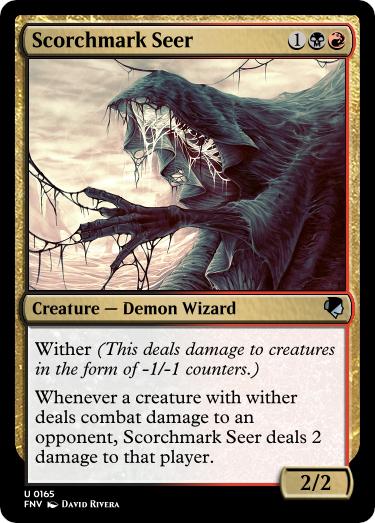 Scorchmark Seer 1
Creature — Demon Wizard
Wither (This deals damage to creatures
in the form of -1/-1 counters.)
Whenever a creature with wither
deals combat damage to an
opponent, Scorchmark Seer deals 2
damage to that player.
2/2
U 0165
FNV David Rivera